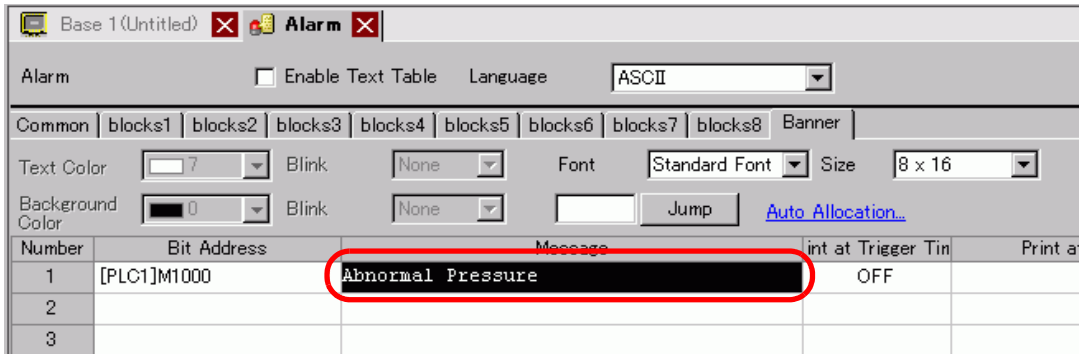 Base 1(Untitled) Alarm
Alarm Enable Text Table Language ASCII
Common blocks1 blocks2 blocks3 blocks4 blocks5 blocks6 blocks7 blocks8 Banner
Text Color 7 Blink None Font Standard Font Size 8 x 16
Background Color 0 Blink None Jump Auto Allocation...
Number Bit Address Message int at Trigger Tin Print a
1 [PLC1]M1000 Abnormal Pressure OFF
2
3